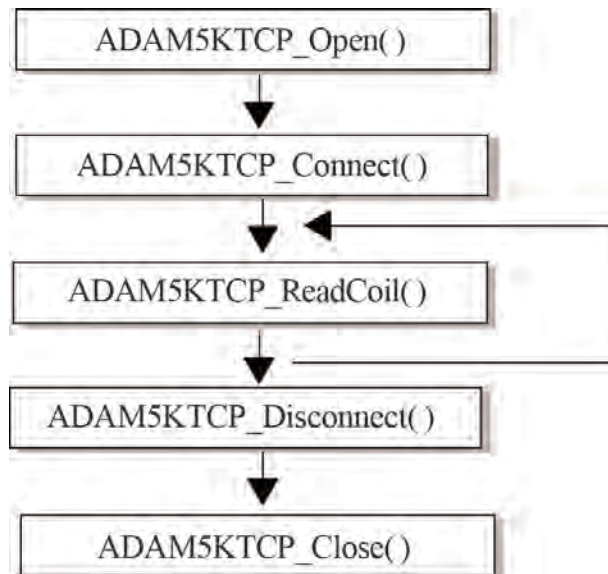 ADAM5KTCP_Open( )
ADAM5KTCP_Connect( )
ADAM5KTCP_ReadCoil( )
ADAM5KTCP_Disconnect( )
ADAM5KTCP_Close( )